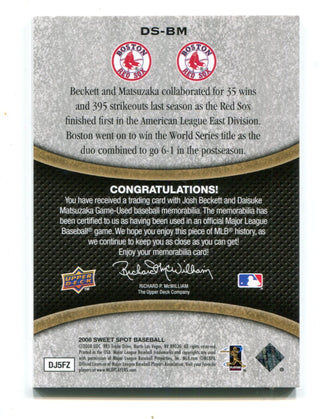 DS-BM
BOSTON
RED SOX
BOSTON
RED SOX
Beckett and Matsuzaka collaborated for 35 wins
and 395 strikeouts last season as the Red Sox
finished first in the American League East Division.
Boston went on to win the World Series title as the
duo combined to go 6-1 in the postseason.
CONGRATULATIONS!
You have received a trading card with Josh Beckett and Daisuke
Matsuzaka Game-Used baseball memorabilia. The memorabilia has
been certified to us as having been used in an official Major League
Baseball® game. We hope you enjoy this piece of MLB® history, as
we continue to keep you as close as you can get!
Enjoy your memorabilia!
UPPER DECK
Richard P. McWilliam
RICHARD P. McWILLIAM
The Upper Deck Company
DJ5FZ
2008 SWEET SPOT BASEBALL